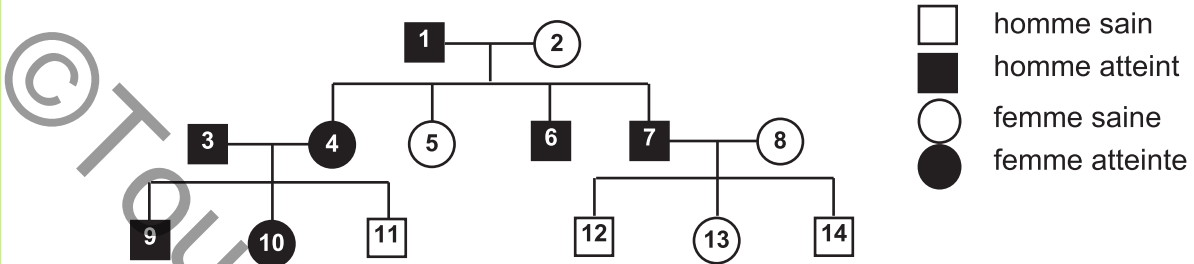 1 2
3 4 5 6 7 8
9 10 11 12 13 14
homme sain
homme atteint
femme saine
femme atteinte
©Tou